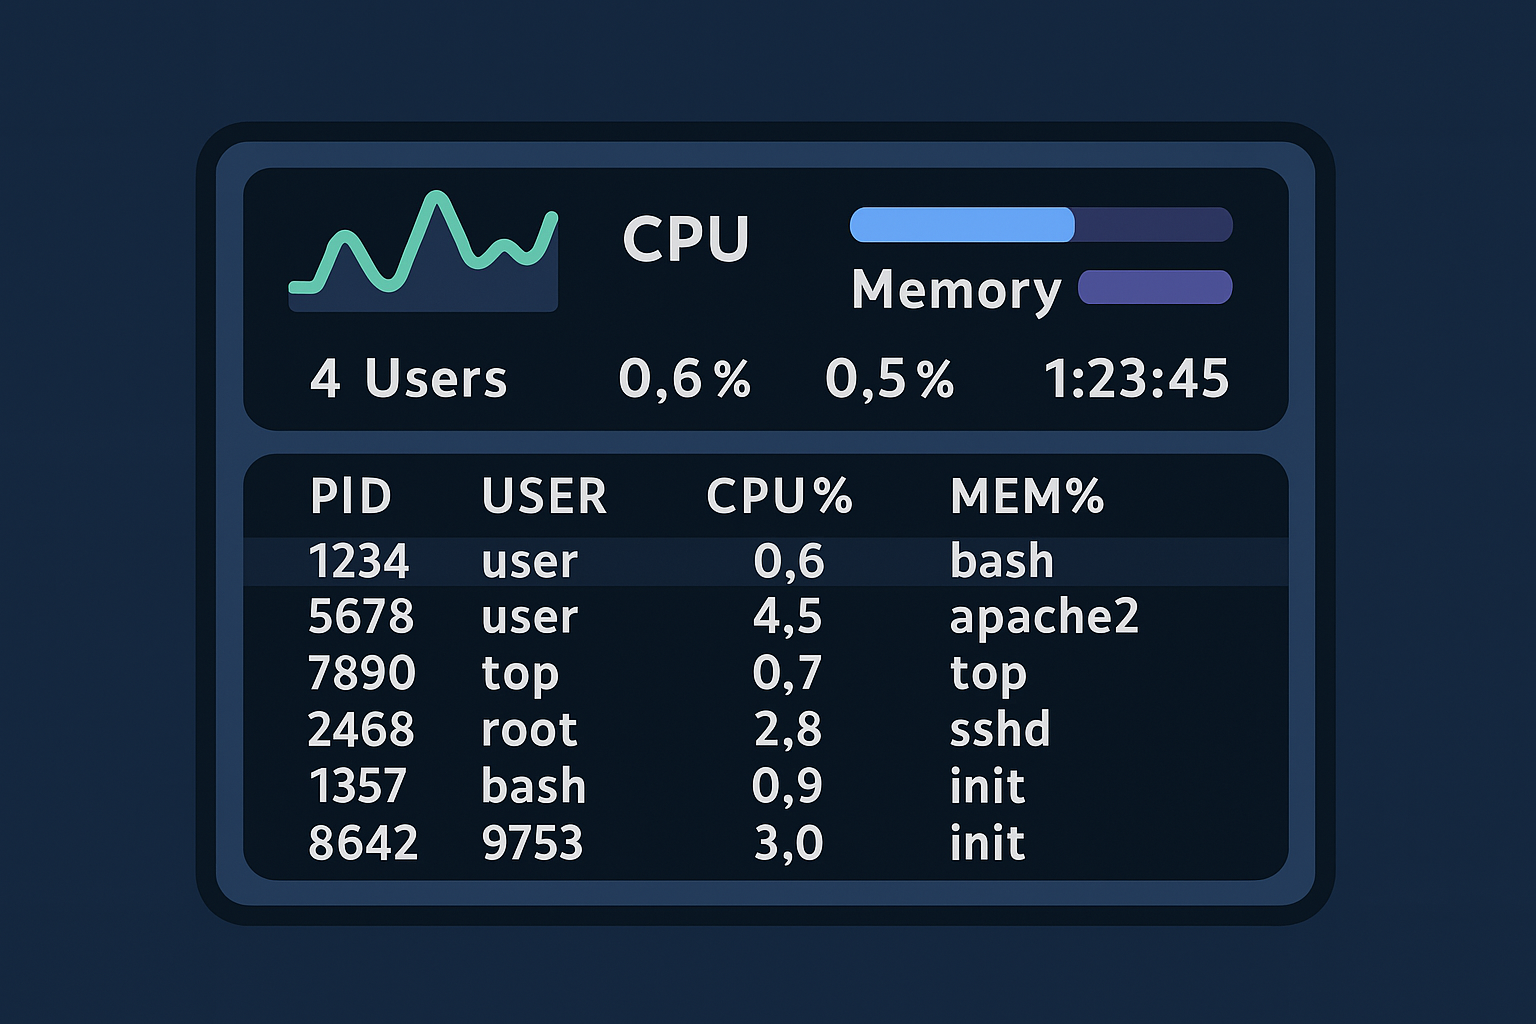 CPU
Memory
4 Users 0,6% 0,5% 1:23:45
PID USER CPU% MEM%
1234 user 0,6 bash
5678 user 4,5 apache2
7890 top 0,7 top
2468 root 2,8 sshd
1357 bash 0,9 init
8642 9753 3,0 init